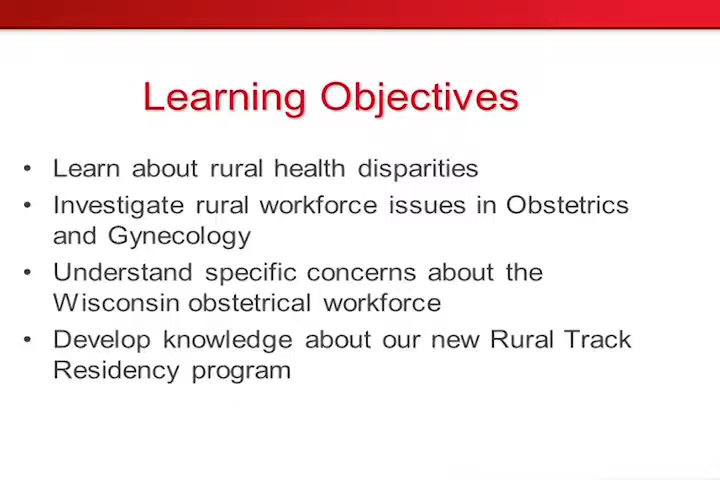 Learning Objectives
• Learn about rural health disparities
• Investigate rural workforce issues in Obstetrics
and Gynecology
• Understand specific concerns about the
Wisconsin obstetrical workforce
• Develop knowledge about our new Rural Track
Residency program